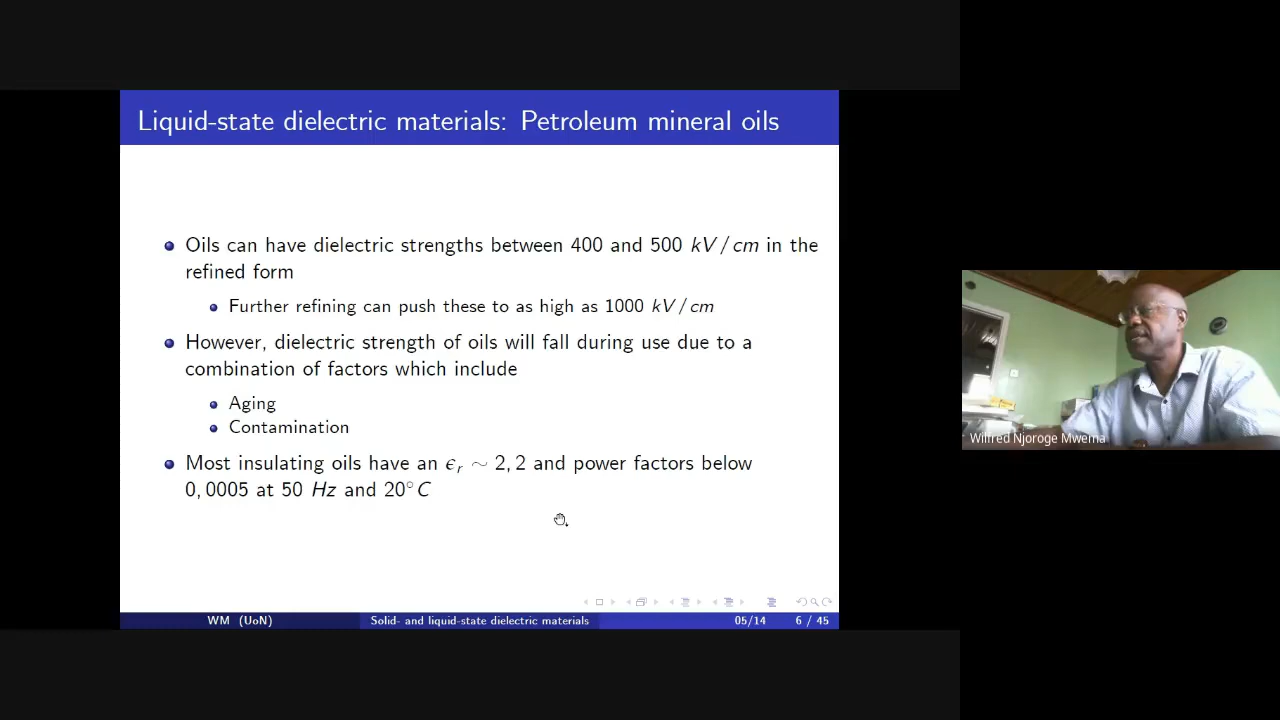 Liquid-state dielectric materials: Petroleum mineral oils
Oils can have dielectric strengths between 400 and 500 kV/cm in the
refined form
Further refining can push these to as high as 1000 kV/cm
However, dielectric strength of oils will fall during use due to a
combination of factors which include
Aging
Contamination
Most insulating oils have an ϵr ∼ 2,2 and power factors below
0,0005 at 50 Hz and 20°C
WM (UoN) Solid- and liquid-state dielectric materials 05/14 6 / 45
Wilfred Njoroge Mwema